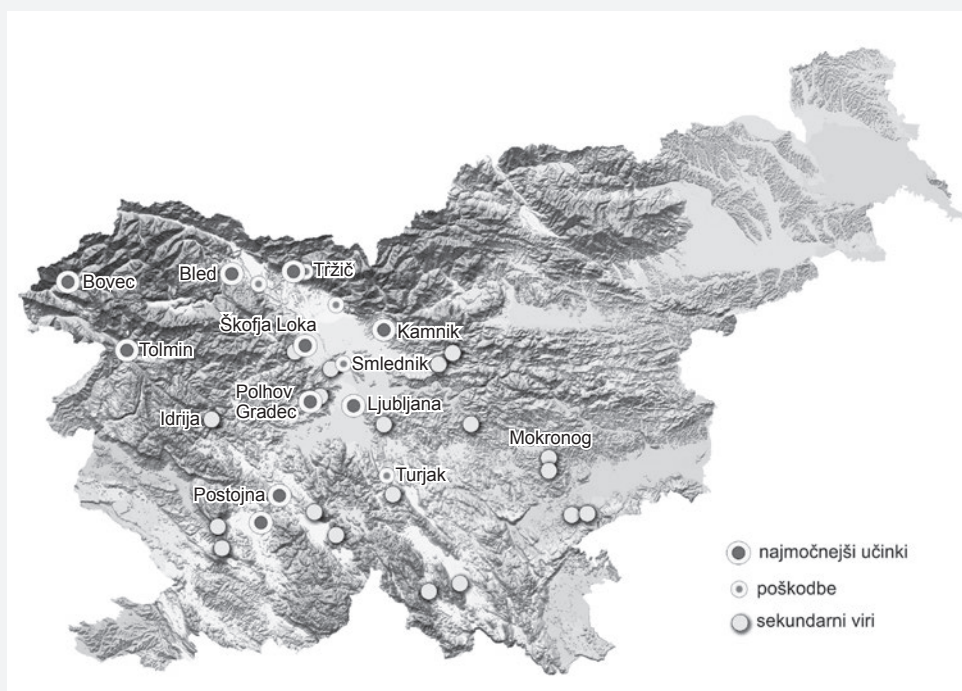 Bovec
Bled
Tržič
Škofja Loka
Kamnik
Tolmin
Smlednik
Polhov
Gradec
Ljubljana
Idrija
Mokronog
Turjak
Postojna
najmočnejši učinki
poškodbe
sekundarni viri